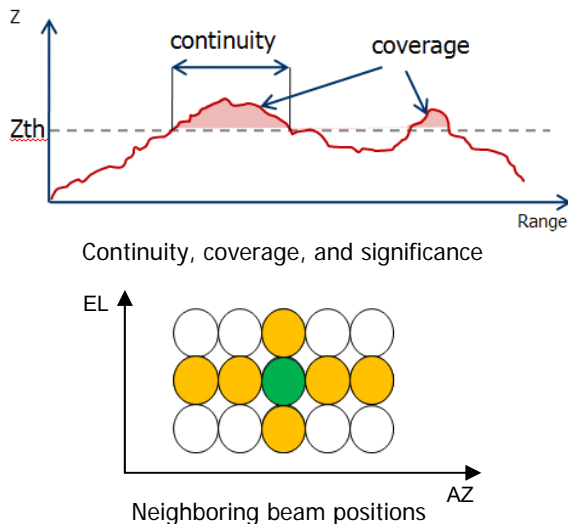 Z
continuity
coverage
Zth
Range
Continuity, coverage, and significance
EL
AZ
Neighboring beam positions